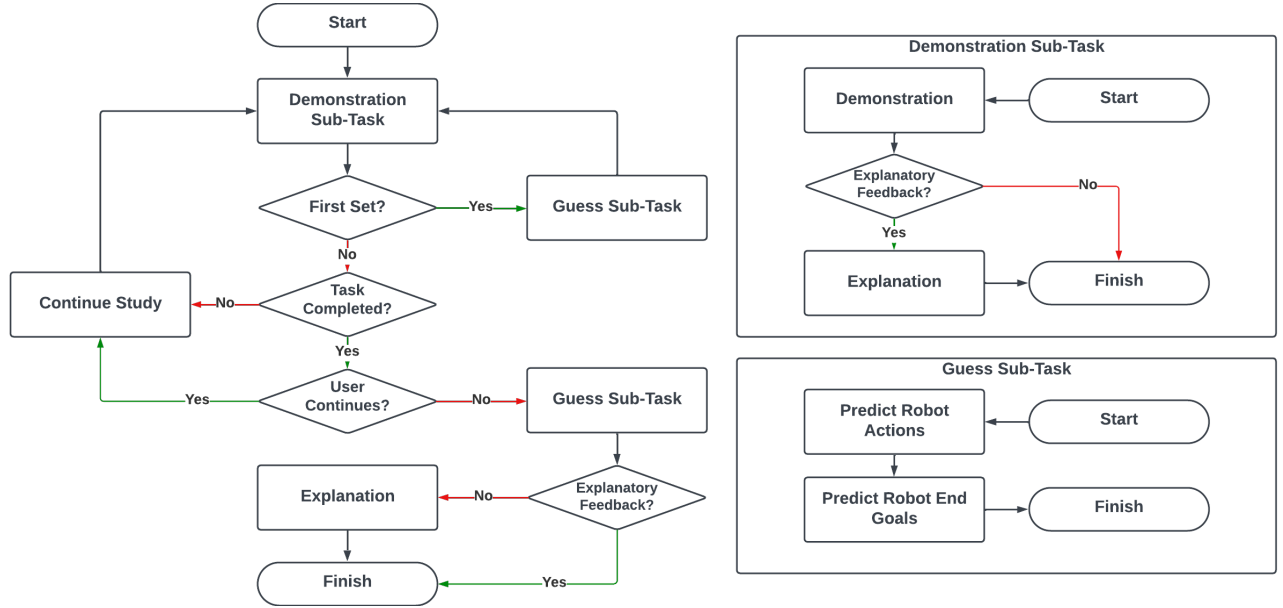 Start
Demonstration
Sub-Task
First Set?
Yes
Guess Sub-Task
No
Task
Completed?
No
Continue Study
Yes
User
Continues?
Yes
No
Guess Sub-Task
Explanatory
Feedback?
No
Explanation
Yes
Finish
Demonstration Sub-Task
Demonstration
Start
Explanatory
Feedback?
No
Yes
Explanation
Finish
Guess Sub-Task
Predict Robot
Actions
Start
Predict Robot End
Goals
Finish